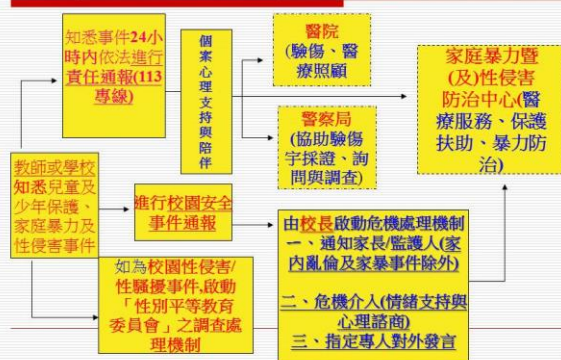 知悉事件24小
時內依法進行
責任通報(113
專線)
個
案
心
理
支
持
與
陪
伴
醫院
(驗傷、醫
療照顧
警察局
(協助驗傷
宇採證、詢
問與調查)
家庭暴力暨
(及)性侵害
防治中心(醫
療服務、保護
扶助、暴力防
治)
教師或學校
知悉兒童及
少年保護、
家庭暴力及
性侵害事件
進行校園安全
事件通報
如為校園性侵害/
性騷擾事件,啟動
「性別平等教育
委員會」之調查處
理機制
由校長啟動危機處理機制
一、通知家長/監護人(家
內亂倫及家暴事件除外)
二、危機介入(情緒支持與
心理諮商)
三、指定專人對外發言